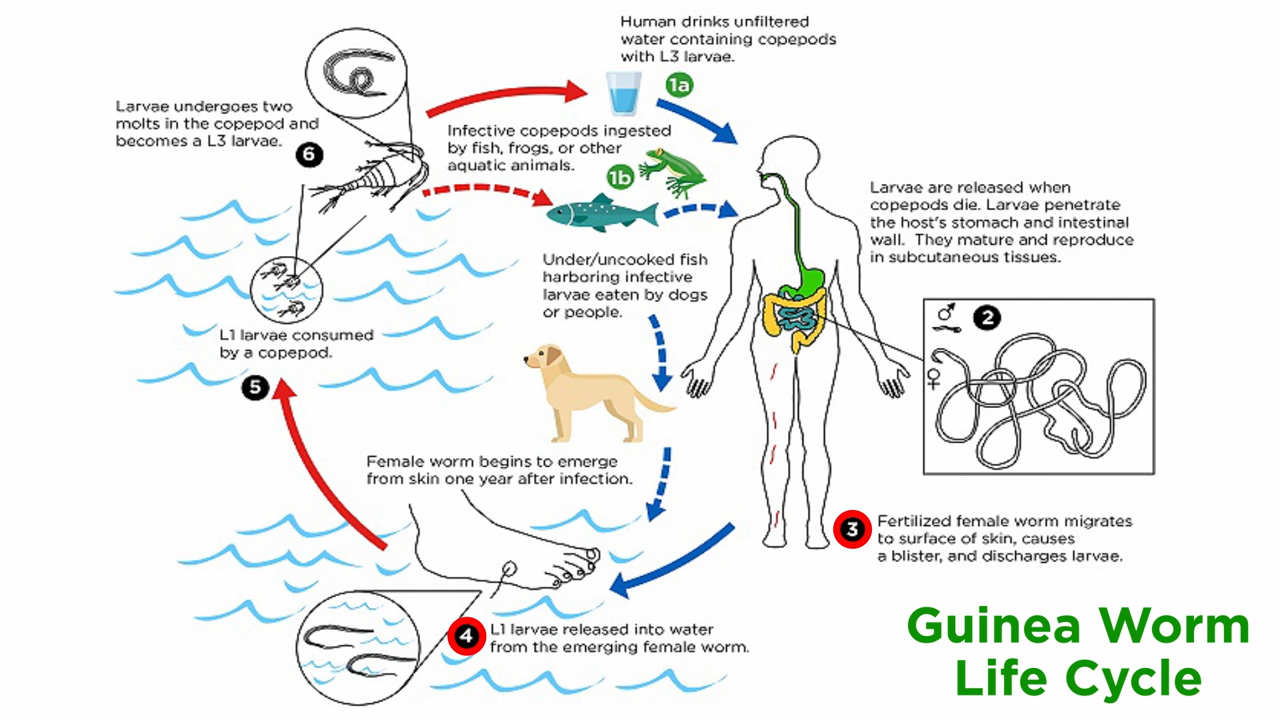 Human drinks unfiltered
water containing copepods
with L3 larvae.
1a
Larvae undergoes two
molts in the copepod and
becomes a L3 larvae.
6
Infective copepods ingested
by fish, frogs, or other
aquatic animals.
1b
Larvae are released when
copepods die. Larvae penetrate
the host's stomach and intestinal
wall. They mature and reproduce
in subcutaneous tissues.
Under/uncooked fish
harboring infective
larvae eaten by dogs
or people.
♂
2
♀
L1 larvae consumed
by a copepod.
5
Female worm begins to emerge
from skin one year after infection.
3
Fertilized female worm migrates
to surface of skin, causes
a blister, and discharges larvae.
4
L1 larvae released into water
from the emerging female worm.
Guinea Worm
Life Cycle